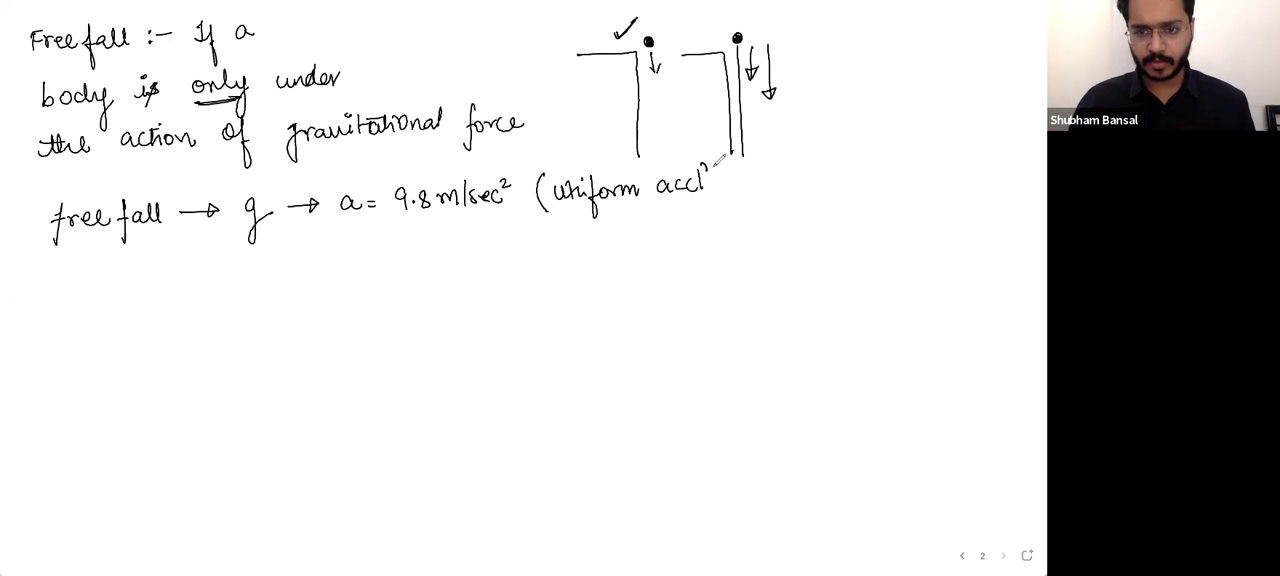 Free fall :- If a
body is only under
the action of gravitational force
free fall → g → a = 9.8 m/sec² (uniform accⁿ
Shubham Bansal
2